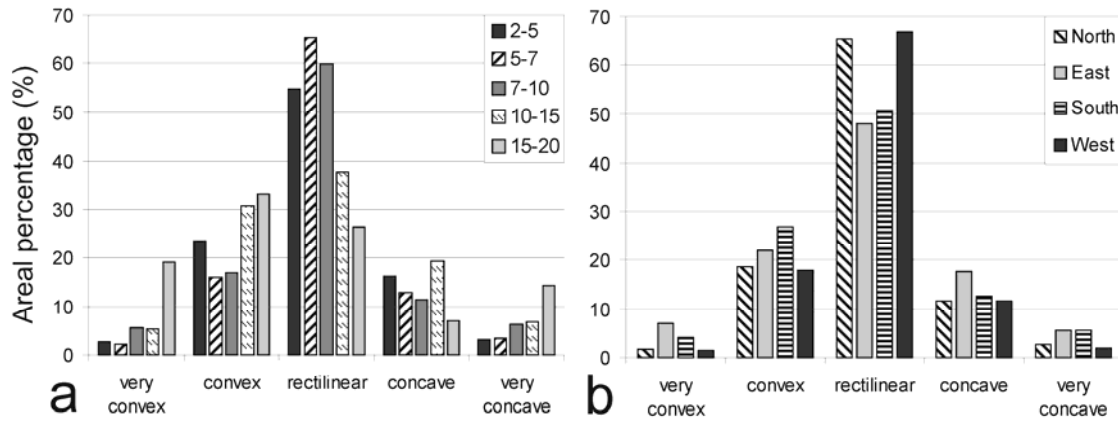 Areal percentage (%)
70
60
50
40
30
20
10
0
2-5
5-7
7-10
10-15
15-20
very convex
convex
rectilinear
concave
very concave
a
70
60
50
40
30
20
10
0
North
East
South
West
very convex
convex
rectilinear
concave
very concave
b